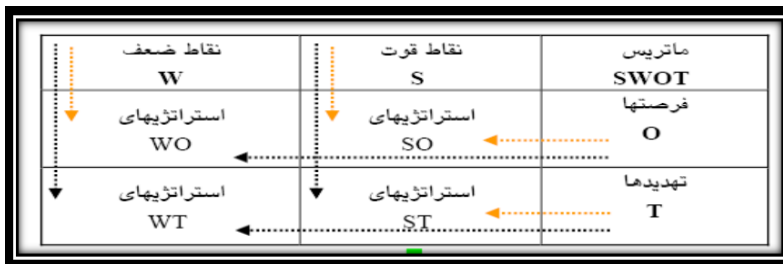 ماتریس
SWOT
نقاط قوت
S
نقاط ضعف
W
فرصتها
O
استراتژیهای
SO
استراتژیهای
WO
تهدیدها
T
استراتژیهای
ST
استراتژیهای
WT